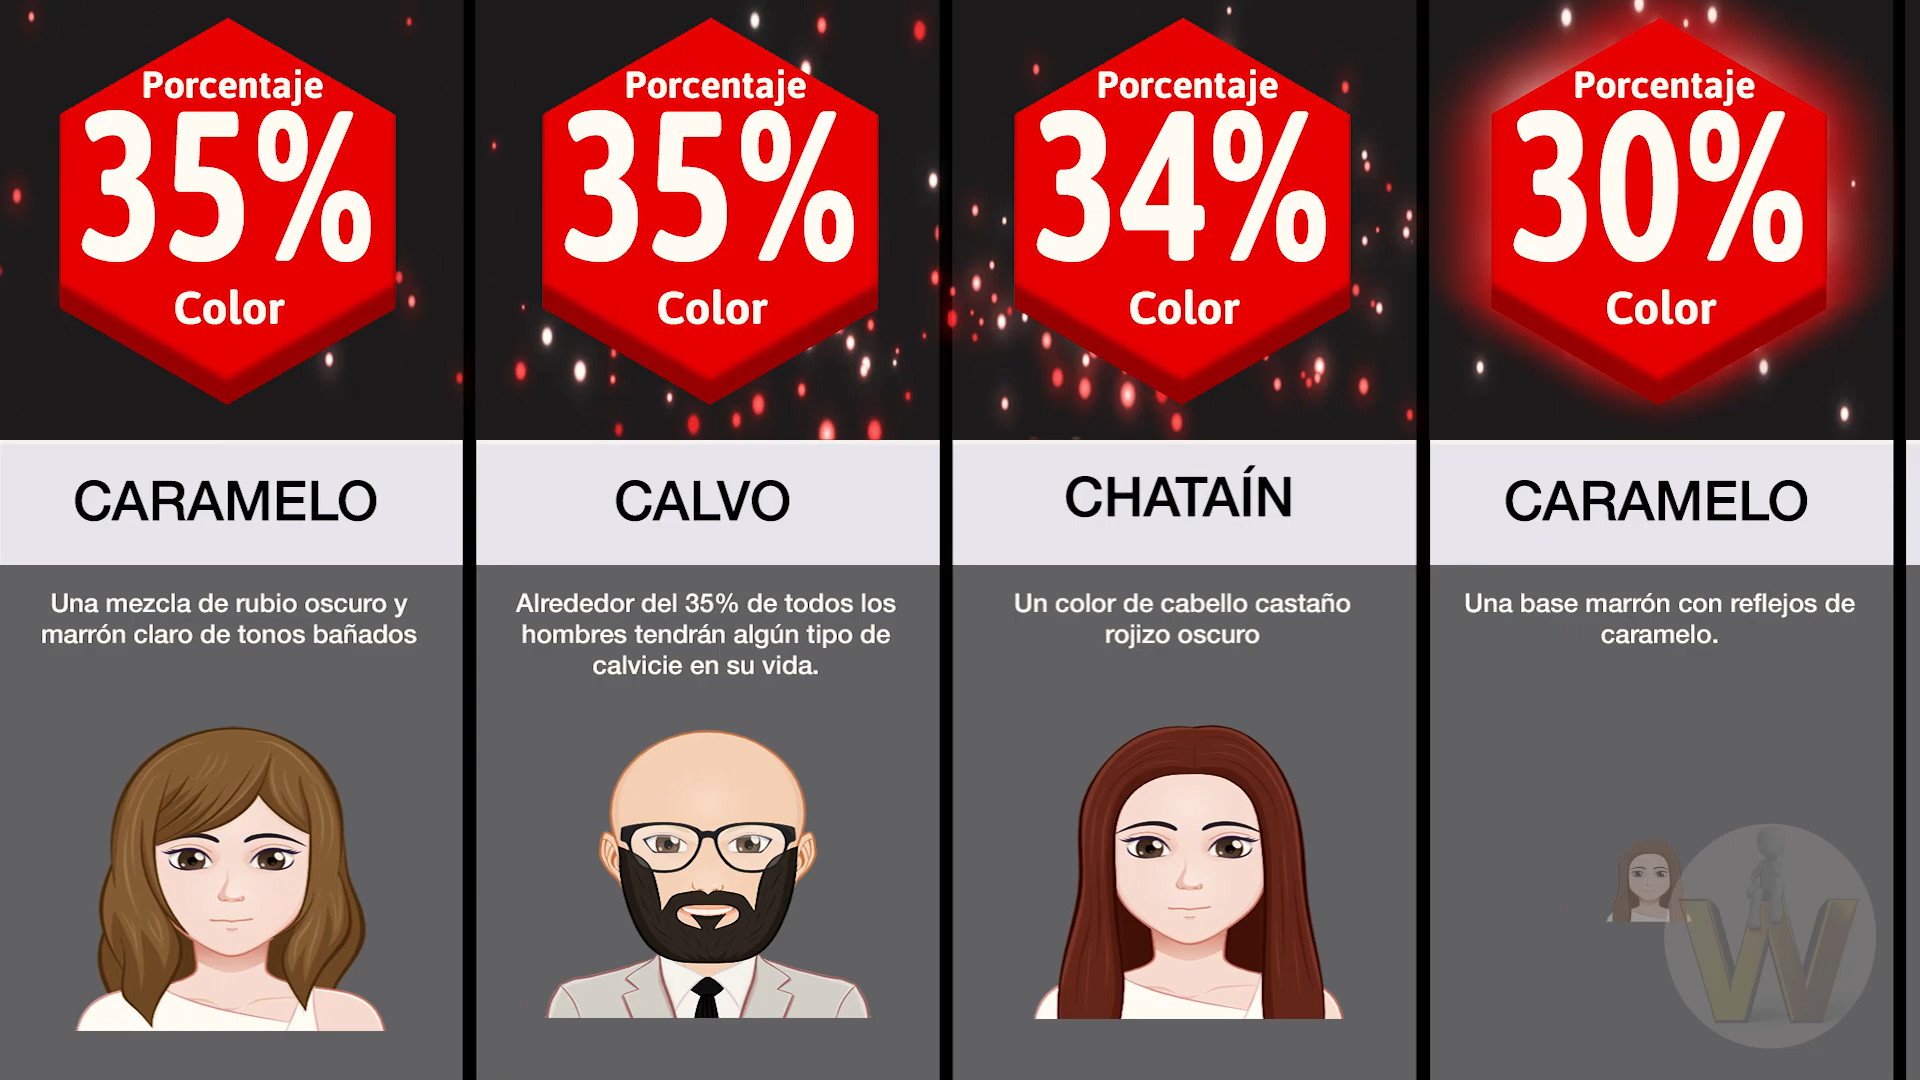 Porcentaje
35%
Color
CARAMELO
Una mezcla de rubio oscuro y
marrón claro de tonos bañados
Porcentaje
35%
Color
CALVO
Alrededor del 35% de todos los
hombres tendrán algún tipo de
calvicie en su vida.
Porcentaje
34%
Color
CHATAÍN
Un color de cabello castaño
rojizo oscuro
Porcentaje
30%
Color
CARAMELO
Una base marrón con reflejos de
caramelo.
W